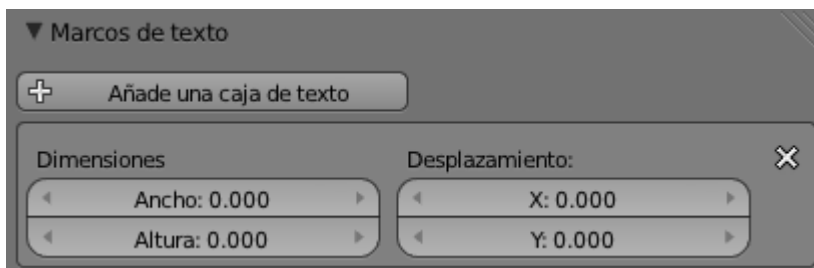 Marcos de texto
Añade una caja de texto
Dimensiones Desplazamiento:
Ancho: 0.000 X: 0.000
Altura: 0.000 Y: 0.000